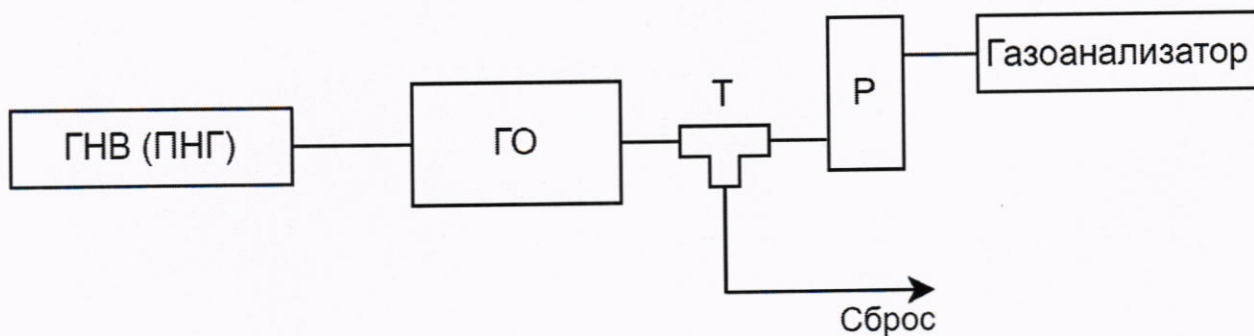 ГНВ (ПНГ)
ГО
Т
Р
Газоанализатор
Сброс